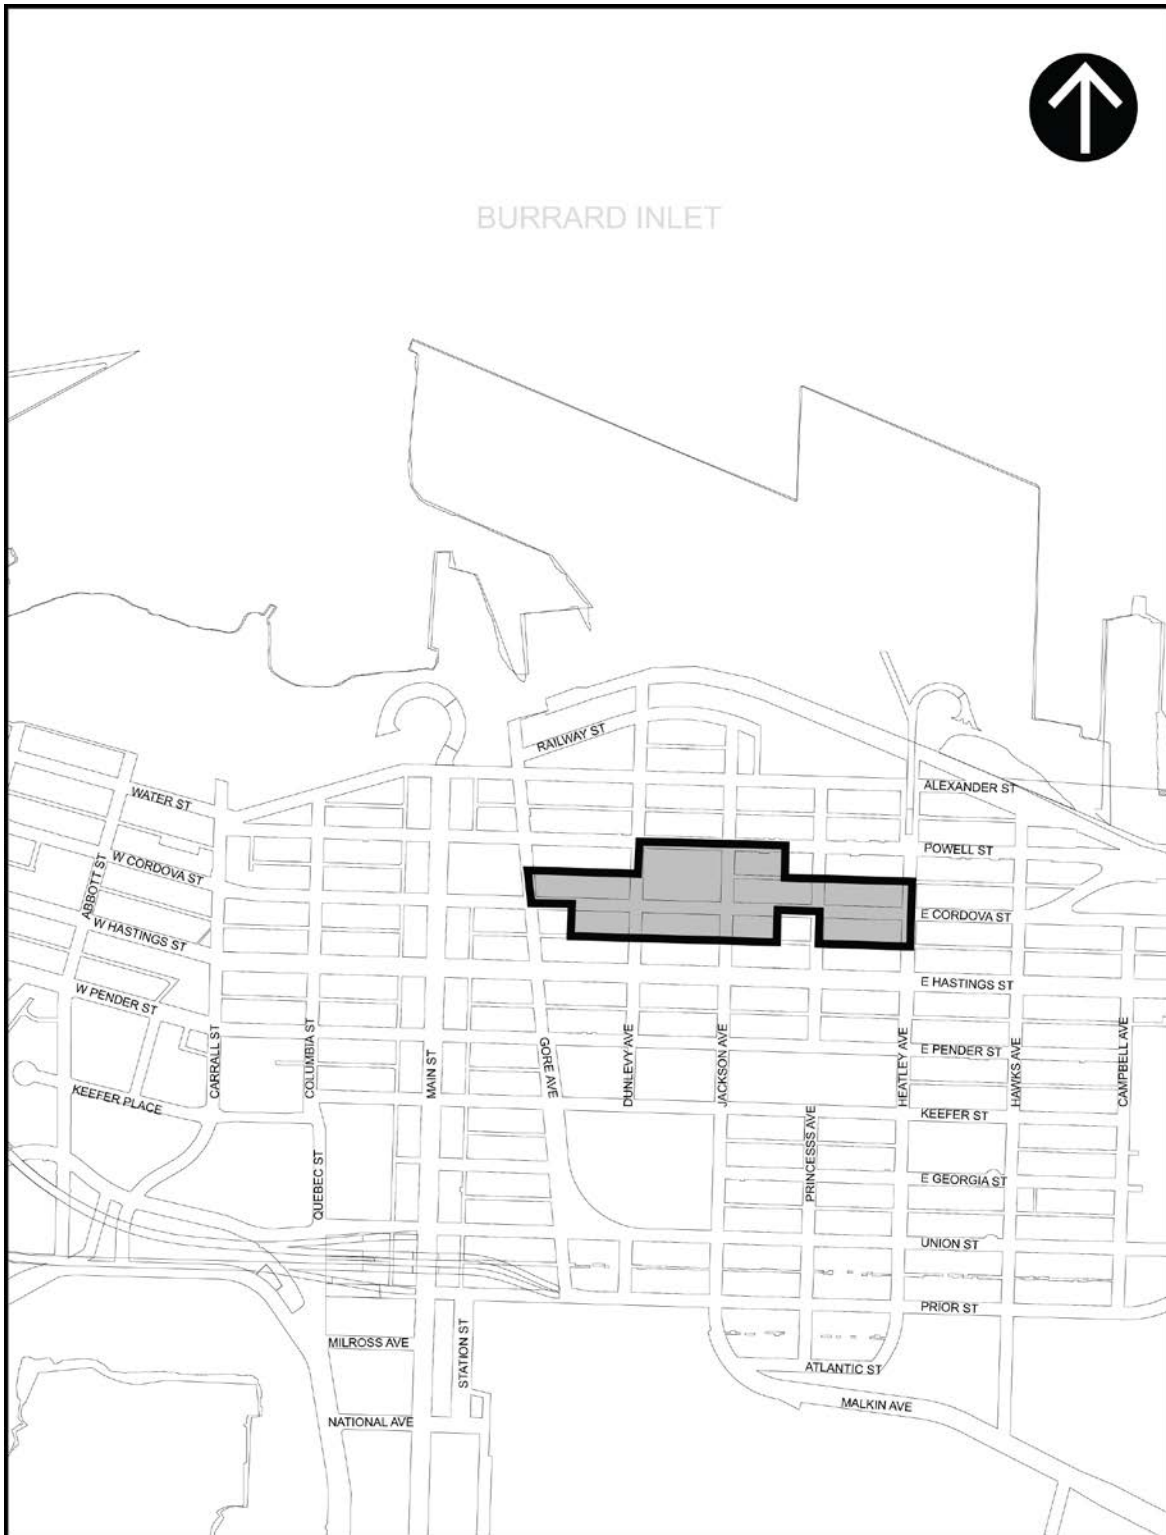 BURRARD INLET
RAILWAY ST
ALEXANDER ST
WATER ST
POWELL ST
W CORDOVA ST
ABBOTT ST
E CORDOVA ST
W HASTINGS ST
E HASTINGS ST
W PENDER ST
CARRALL ST
COLUMBIA ST
MAIN ST
GORE AVE
DUNLEVY AVE
JACKSON AVE
HEATLEY AVE
E PENDER ST
HAWKS AVE
CAMPBELL AVE
KEEFER PLACE
KEEFER ST
PRINCESS AVE
QUEBEC ST
E GEORGIA ST
UNION ST
PRIOR ST
MILROSS AVE
STATION ST
ATLANTIC ST
MALKIN AVE
NATIONAL AVE